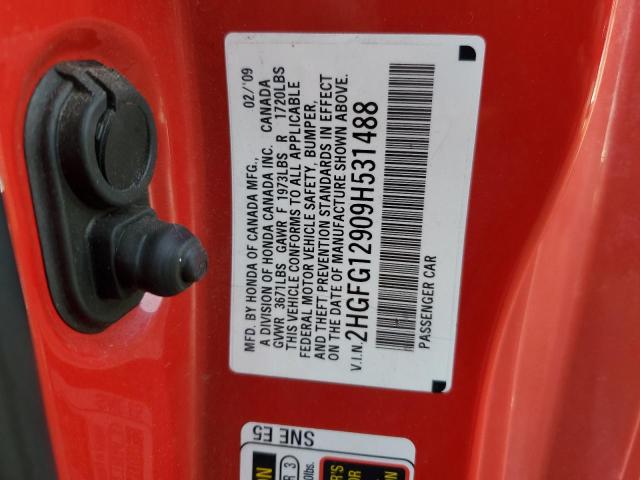 MFD. BY HONDA OF CANADA MFG., 02/'09
A DIVISION OF HONDA CANADA INC. CANADA
GVWR 3671LBS GAWR F 1973LBS R 1720LBS
THIS VEHICLE CONFORMS TO ALL APPLICABLE
FEDERAL MOTOR VEHICLE SAFETY, BUMPER,
AND THEFT PREVENTION STANDARDS IN EFFECT
ON THE DATE OF MANUFACTURE SHOWN ABOVE.
V.I.N. 2HGFG12909H531488
PASSENGER CAR
SNE E5
R 3